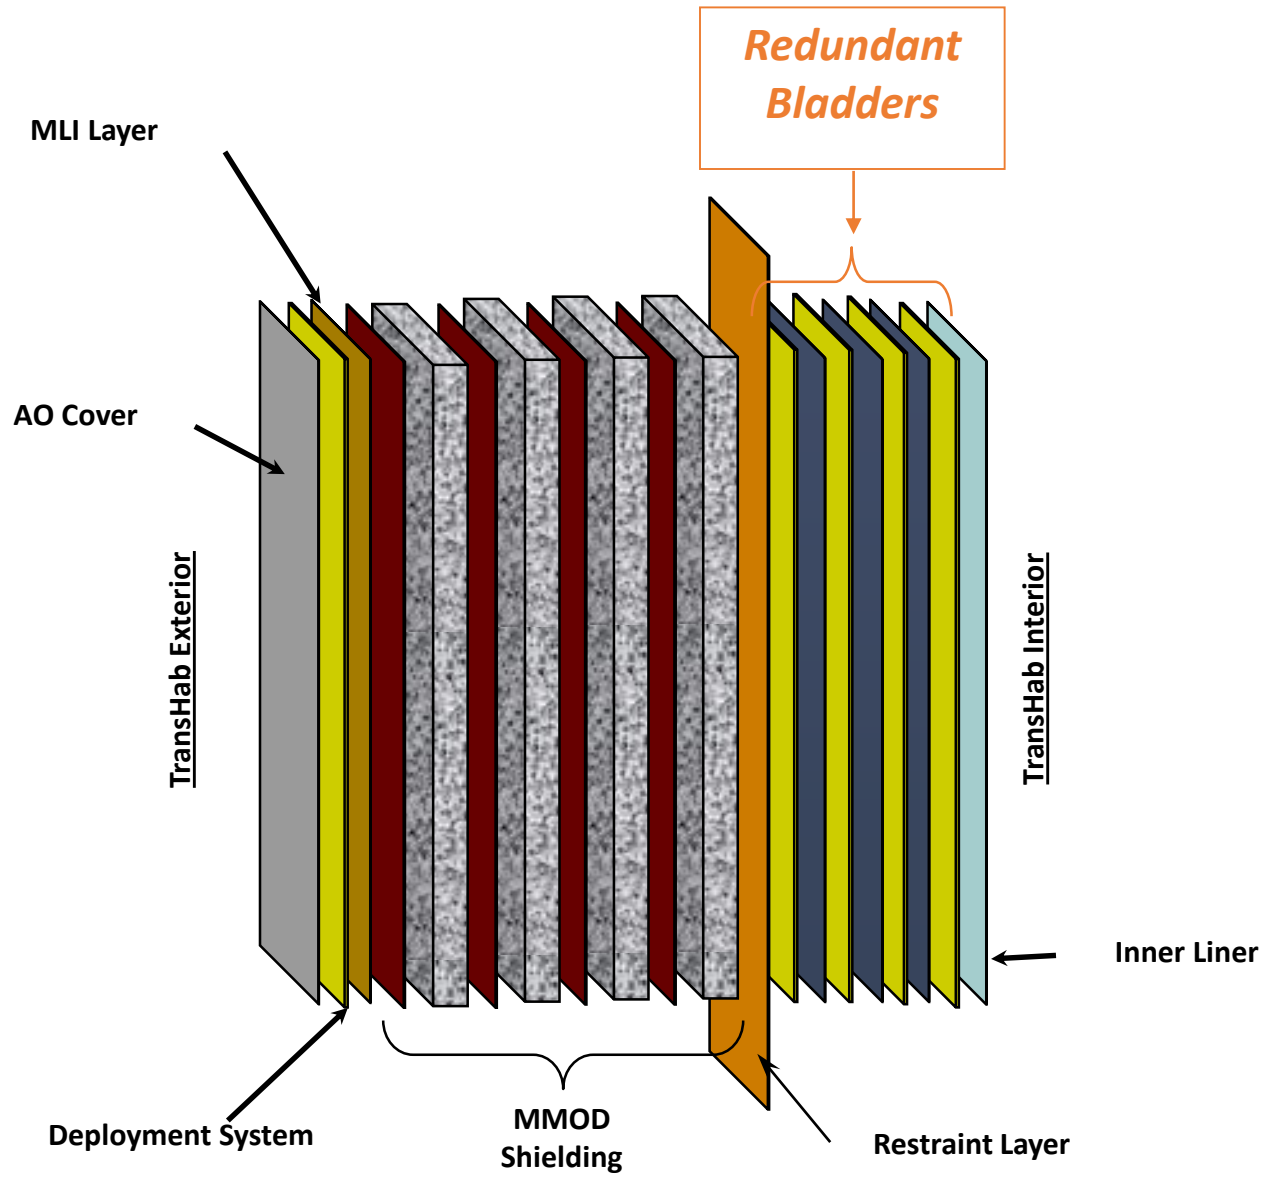 Redundant
Bladders
MLI Layer
AO Cover
TransHab Exterior
TransHab Interior
Inner Liner
Deployment System
MMOD
Shielding
Restraint Layer